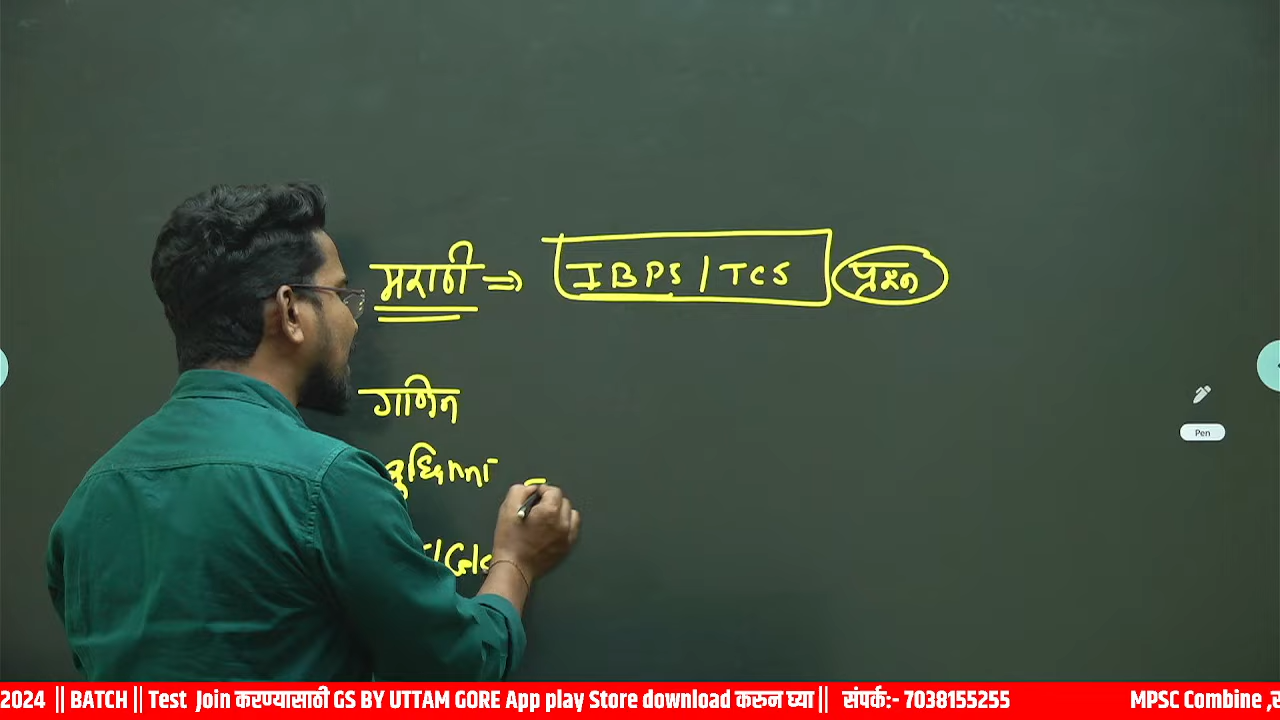 मराठी ⇒ IBPS / TCS प्रश्न
गणित
Pen
2024 || BATCH || Test Join करण्यासाठी GS BY UTTAM GORE App play Store download करुन घ्या || संपर्क:- 7038155255 MPSC Combine ,